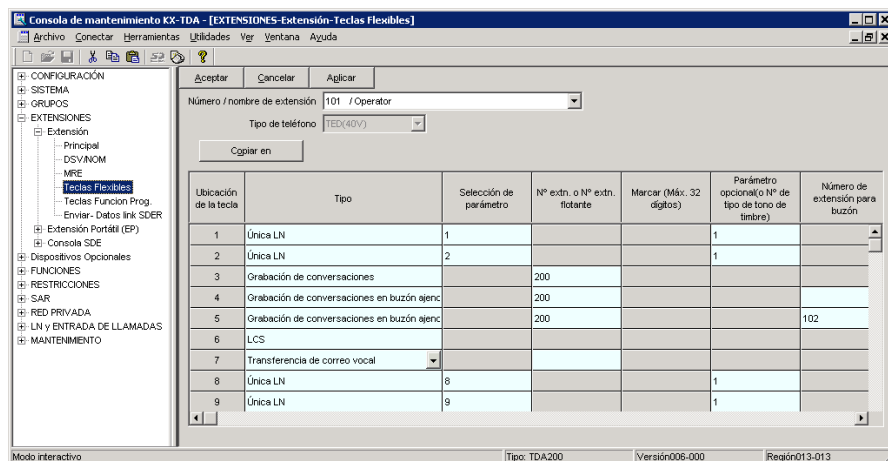 Consola de mantenimiento KX-TDA - [EXTENSIONES-Extensión-Teclas Flexibles]
Archivo Conectar Herramientas Utilidades Ver Ventana Ayuda
CONFIGURACIÓN
SISTEMA
GRUPOS
EXTENSIONES
Extensión
Principal
DSV/NOM
MRE
Teclas Flexibles
Teclas Funcion Prog.
Enviar- Datos link SDER
Extensión Portátil (EP)
Consola SDE
Dispositivos Opcionales
FUNCIONES
RESTRICCIONES
SAR
RED PRIVADA
LN y ENTRADA DE LLAMADAS
MANTENIMIENTO
Aceptar Cancelar Aplicar
Número / nombre de extensión 101 / Operator
Tipo de teléfono TED(40V)
Copiar en
Ubicación de la tecla Tipo Selección de parámetro Nº extn. o Nº extn. flotante Marcar (Máx. 32 dígitos) Parámetro opcional(o Nº de tipo de tono de timbre) Número de extensión para buzón
1 Única LN 1 1
2 Única LN 2 1
3 Grabación de conversaciones 200
4 Grabación de conversaciones en buzón ajenc 200
5 Grabación de conversaciones en buzón ajenc 200 102
6 LCS
7 Transferencia de correo vocal
8 Única LN 8 1
9 Única LN 9 1
Modo interactivo Tipo: TDA200 Versión006-000 Región013-013